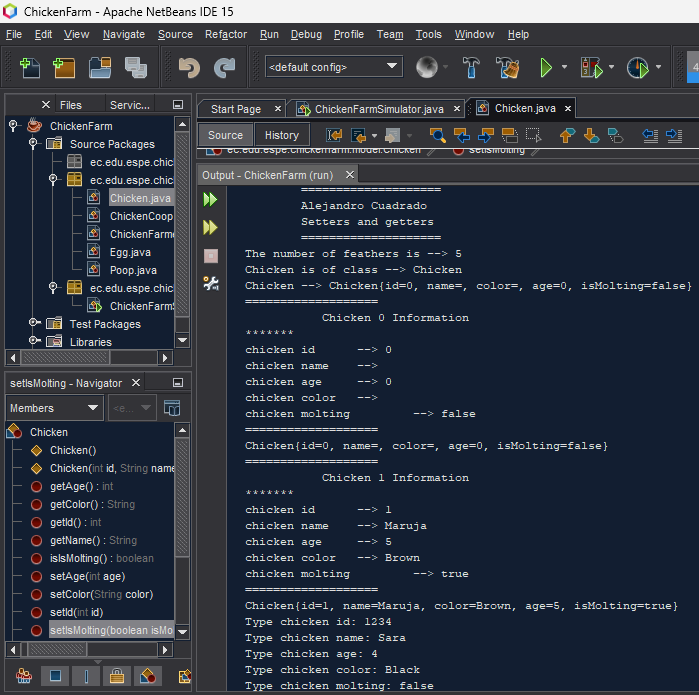 ChickenFarm - Apache NetBeans IDE 15
File Edit View Navigate Source Refactor Run Debug Profile Team Tools Window Help
<default config>
4
Files Servic...
ChickenFarm
Source Packages
ec.edu.espe.chic
ec.edu.espe.chic
Chicken.java
ChickenCoop
ChickenFarme
Egg.java
Poop.java
ec.edu.espe.chic
ChickenFarmS
Test Packages
Libraries
setIsMolting - Navigator
Members <e...
Chicken
Chicken()
Chicken(int id, String name
getAge() : int
getColor() : String
getId() : int
getName() : String
isIsMolting() : boolean
setAge(int age)
setColor(String color)
setId(int id)
setIsMolting(boolean isMo
Start Page ChickenFarmSimulator.java Chicken.java
Source History
ec.edu.espe.chickenfarm.model.Chicken setIsMolting
Output - ChickenFarm (run)
====================
Alejandro Cuadrado
Setters and getters
====================
The number of feathers is --> 5
Chicken is of class --> Chicken
Chicken --> Chicken{id=0, name=, color=, age=0, isMolting=false}
===================
Chicken 0 Information
*******
chicken id --> 0
chicken name -->
chicken age --> 0
chicken color -->
chicken molting --> false
===================
Chicken{id=0, name=, color=, age=0, isMolting=false}
===================
Chicken 1 Information
*******
chicken id --> 1
chicken name --> Maruja
chicken age --> 5
chicken color --> Brown
chicken molting --> true
===================
Chicken{id=1, name=Maruja, color=Brown, age=5, isMolting=true}
Type chicken id: 1234
Type chicken name: Sara
Type chicken age: 4
Type chicken color: Black
Type chicken molting: false